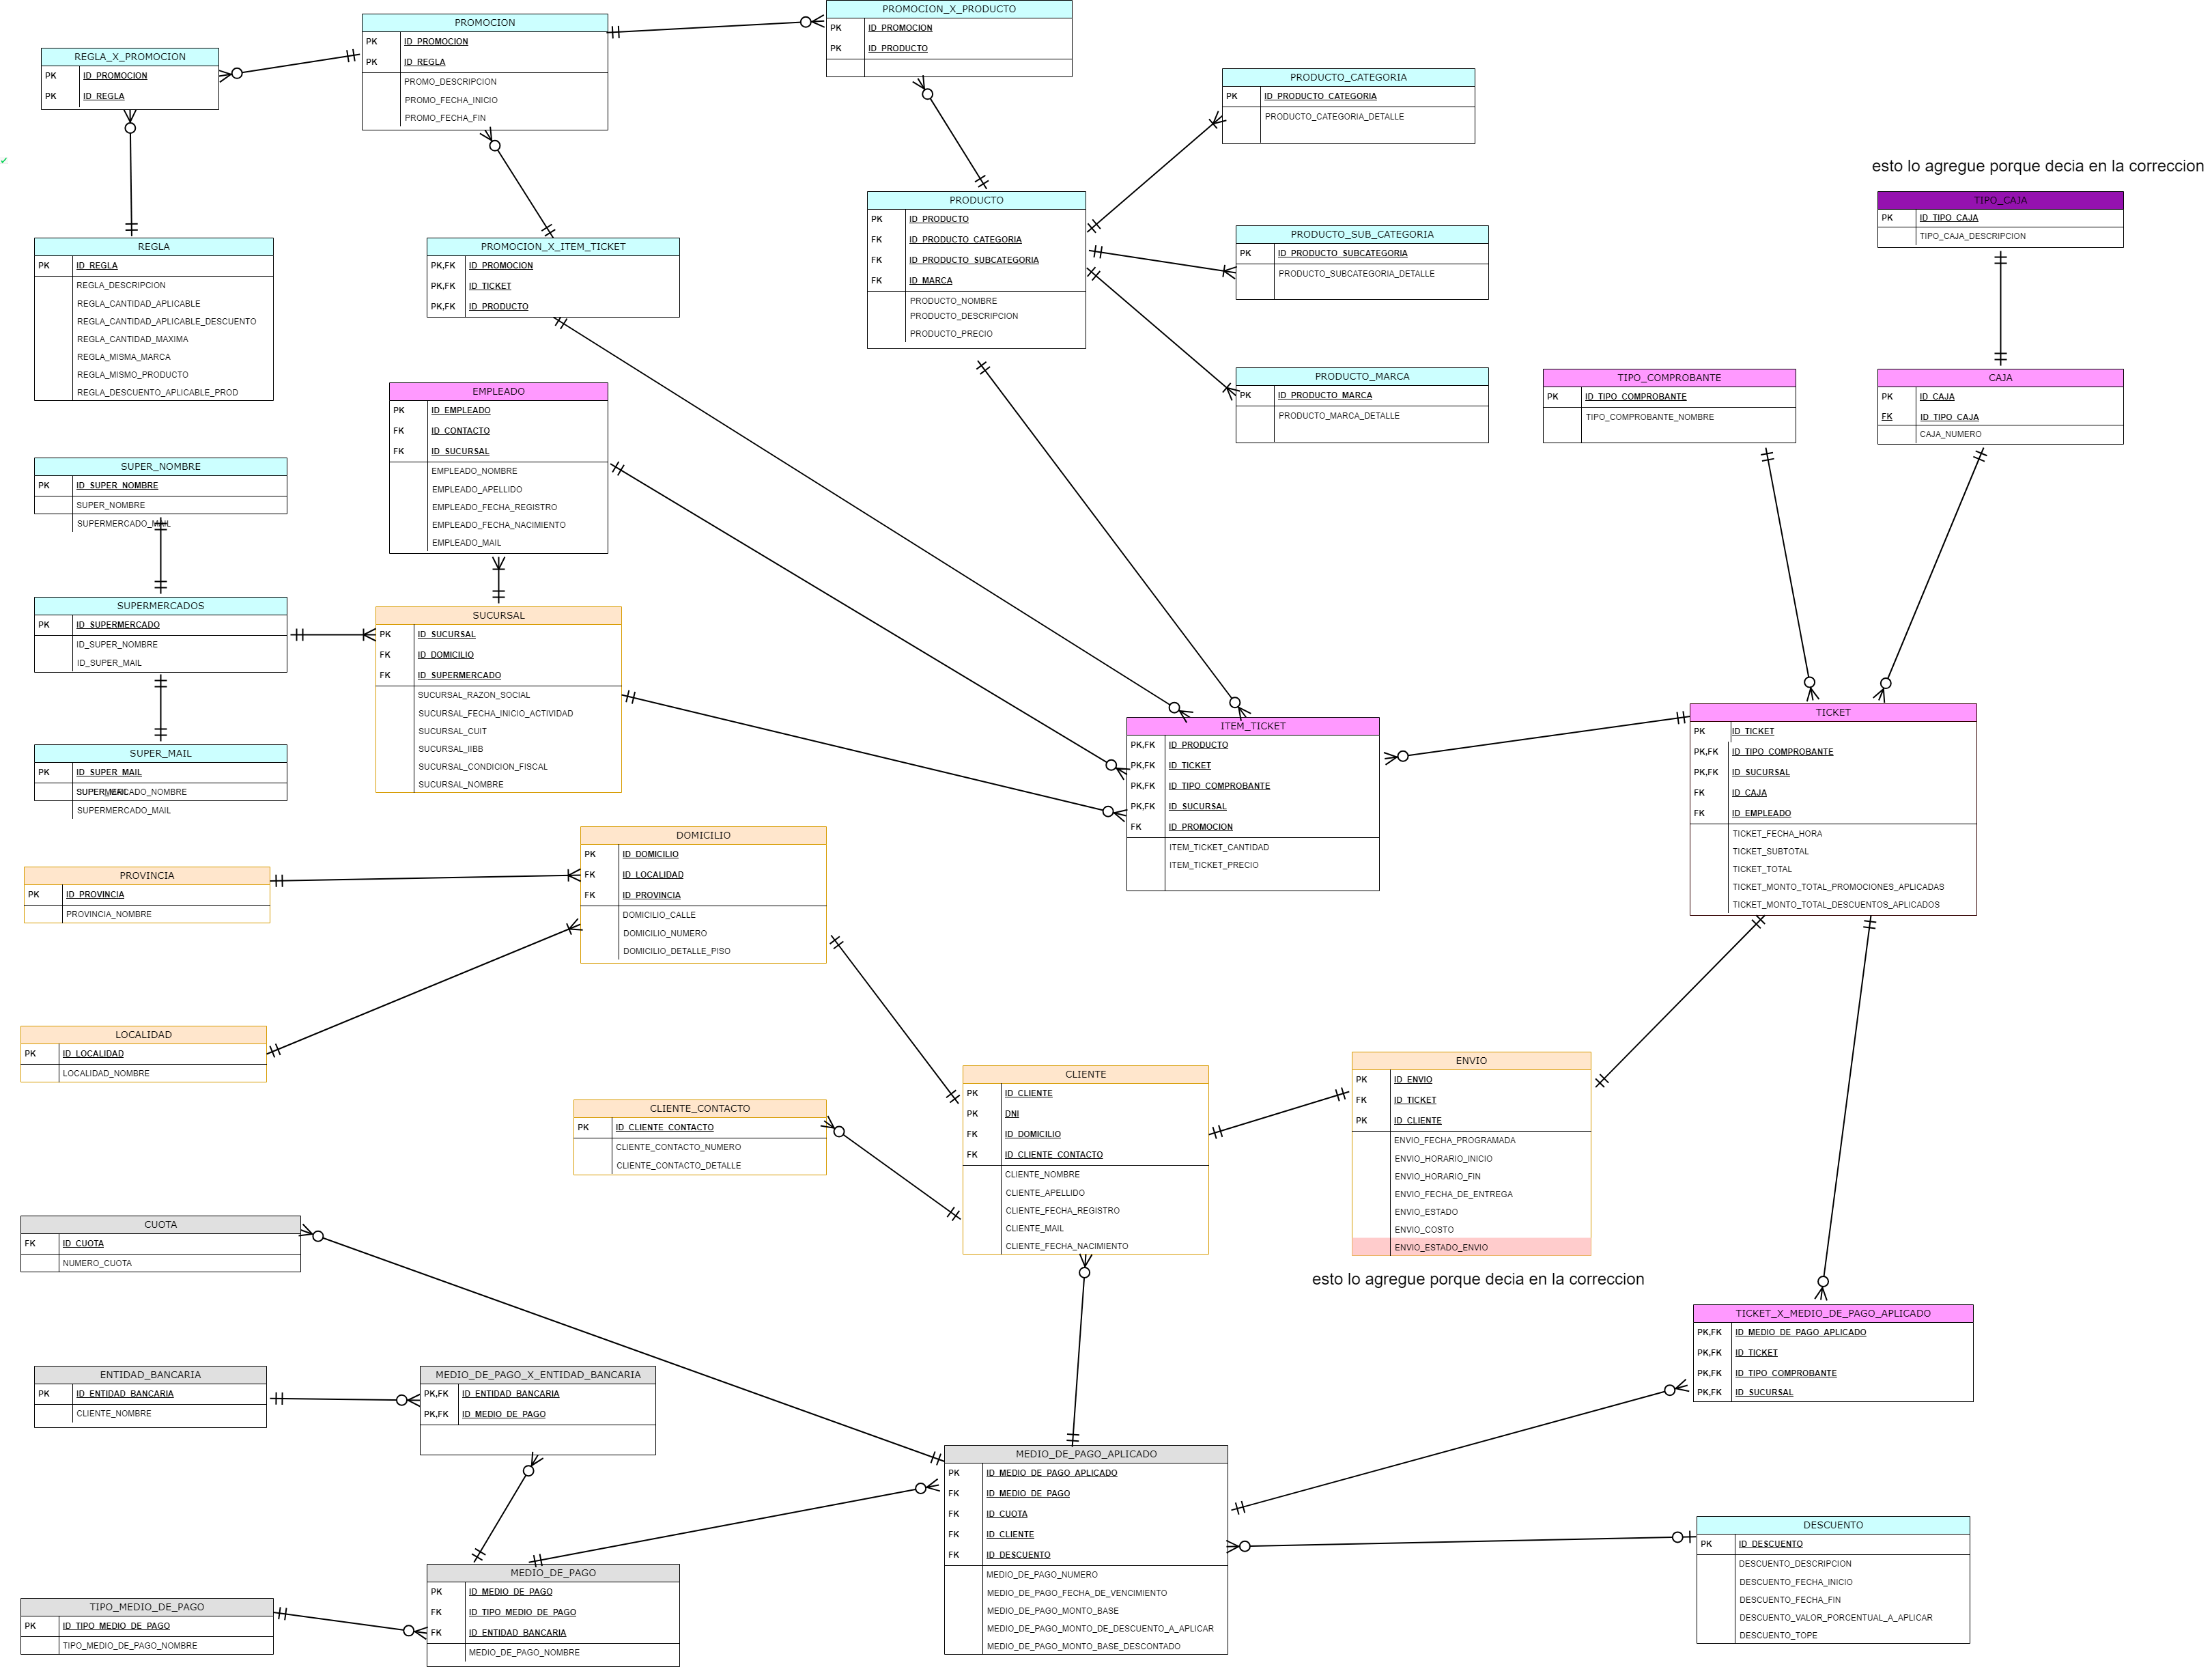 PROMOCION
PK ID_PROMOCION
PK ID_REGLA
PROMO_DESCRIPCION
PROMO_FECHA_INICIO
PROMO_FECHA_FIN
PROMOCION_X_PRODUCTO
PK ID_PROMOCION
PK ID_PRODUCTO
REGLA_X_PROMOCION
PK ID_PROMOCION
PK ID_REGLA
PRODUCTO_CATEGORIA
PK ID_PRODUCTO_CATEGORIA
PRODUCTO_CATEGORIA_DETALLE
esto lo agregue porque decia en la correccion
TIPO_CAJA
PK ID_TIPO_CAJA
TIPO_CAJA_DESCRIPCION
PRODUCTO
PK ID_PRODUCTO
FK ID_PRODUCTO_CATEGORIA
FK ID_PRODUCTO_SUBCATEGORIA
FK ID_MARCA
PRODUCTO_NOMBRE
PRODUCTO_DESCRIPCION
PRODUCTO_PRECIO
PRODUCTO_SUB_CATEGORIA
PK ID_PRODUCTO_SUBCATEGORIA
PRODUCTO_SUBCATEGORIA_DETALLE
REGLA
PK ID_REGLA
REGLA_DESCRIPCION
REGLA_CANTIDAD_APLICABLE
REGLA_CANTIDAD_APLICABLE_DESCUENTO
REGLA_CANTIDAD_MAXIMA
REGLA_MISMA_MARCA
REGLA_MISMO_PRODUCTO
REGLA_DESCUENTO_APLICABLE_PROD
PROMOCION_X_ITEM_TICKET
PK,FK ID_PROMOCION
PK,FK ID_TICKET
PK,FK ID_PRODUCTO
PRODUCTO_MARCA
PK ID_PRODUCTO_MARCA
PRODUCTO_MARCA_DETALLE
TIPO_COMPROBANTE
PK ID_TIPO_COMPROBANTE
TIPO_COMPROBANTE_NOMBRE
CAJA
PK ID_CAJA
FK ID_TIPO_CAJA
CAJA_NUMERO
EMPLEADO
PK ID_EMPLEADO
FK ID_CONTACTO
FK ID_SUCURSAL
EMPLEADO_NOMBRE
EMPLEADO_APELLIDO
EMPLEADO_FECHA_REGISTRO
EMPLEADO_FECHA_NACIMIENTO
EMPLEADO_MAIL
SUPER_NOMBRE
PK ID_SUPER_NOMBRE
SUPER_NOMBRE
SUPERMERCADO_MAIL
SUPERMERCADOS
PK ID_SUPERMERCADO
ID_SUPER_NOMBRE
ID_SUPER_MAIL
SUCURSAL
PK ID_SUCURSAL
FK ID_DOMICILIO
FK ID_SUPERMERCADO
SUCURSAL_RAZON_SOCIAL
SUCURSAL_FECHA_INICIO_ACTIVIDAD
SUCURSAL_CUIT
SUCURSAL_IIBB
SUCURSAL_CONDICION_FISCAL
SUCURSAL_NOMBRE
SUPER_MAIL
PK ID_SUPER_MAIL
SUPER_MAIL
SUPERMERCADO_NOMBRE
SUPERMERCADO_MAIL
ITEM_TICKET
PK,FK ID_PRODUCTO
PK,FK ID_TICKET
PK,FK ID_TIPO_COMPROBANTE
PK,FK ID_SUCURSAL
FK ID_PROMOCION
ITEM_TICKET_CANTIDAD
ITEM_TICKET_PRECIO
TICKET
PK ID_TICKET
PK,FK ID_TIPO_COMPROBANTE
PK,FK ID_SUCURSAL
FK ID_CAJA
FK ID_EMPLEADO
TICKET_FECHA_HORA
TICKET_SUBTOTAL
TICKET_TOTAL
TICKET_MONTO_TOTAL_PROMOCIONES_APLICADAS
TICKET_MONTO_TOTAL_DESCUENTOS_APLICADOS
DOMICILIO
PK ID_DOMICILIO
FK ID_LOCALIDAD
FK ID_PROVINCIA
DOMICILIO_CALLE
DOMICILIO_NUMERO
DOMICILIO_DETALLE_PISO
PROVINCIA
PK ID_PROVINCIA
PROVINCIA_NOMBRE
LOCALIDAD
PK ID_LOCALIDAD
LOCALIDAD_NOMBRE
CLIENTE_CONTACTO
PK ID_CLIENTE_CONTACTO
CLIENTE_CONTACTO_NUMERO
CLIENTE_CONTACTO_DETALLE
CLIENTE
PK ID_CLIENTE
PK DNI
FK ID_DOMICILIO
FK ID_CLIENTE_CONTACTO
CLIENTE_NOMBRE
CLIENTE_APELLIDO
CLIENTE_FECHA_REGISTRO
CLIENTE_MAIL
CLIENTE_FECHA_NACIMIENTO
ENVIO
PK ID_ENVIO
FK ID_TICKET
PK ID_CLIENTE
ENVIO_FECHA_PROGRAMADA
ENVIO_HORARIO_INICIO
ENVIO_HORARIO_FIN
ENVIO_FECHA_DE_ENTREGA
ENVIO_ESTADO
ENVIO_COSTO
ENVIO_ESTADO_ENVIO
esto lo agregue porque decia en la correccion
CUOTA
FK ID_CUOTA
NUMERO_CUOTA
TICKET_X_MEDIO_DE_PAGO_APLICADO
PK,FK ID_MEDIO_DE_PAGO_APLICADO
PK,FK ID_TICKET
PK,FK ID_TIPO_COMPROBANTE
PK,FK ID_SUCURSAL
ENTIDAD_BANCARIA
PK ID_ENTIDAD_BANCARIA
CLIENTE_NOMBRE
MEDIO_DE_PAGO_X_ENTIDAD_BANCARIA
PK,FK ID_ENTIDAD_BANCARIA
PK,FK ID_MEDIO_DE_PAGO
MEDIO_DE_PAGO_APLICADO
PK ID_MEDIO_DE_PAGO_APLICADO
FK ID_MEDIO_DE_PAGO
FK ID_CUOTA
FK ID_CLIENTE
FK ID_DESCUENTO
MEDIO_DE_PAGO_NUMERO
MEDIO_DE_PAGO_FECHA_DE_VENCIMIENTO
MEDIO_DE_PAGO_MONTO_BASE
MEDIO_DE_PAGO_MONTO_DE_DESCUENTO_A_APLICAR
MEDIO_DE_PAGO_MONTO_BASE_DESCONTADO
DESCUENTO
PK ID_DESCUENTO
DESCUENTO_DESCRIPCION
DESCUENTO_FECHA_INICIO
DESCUENTO_FECHA_FIN
DESCUENTO_VALOR_PORCENTUAL_A_APLICAR
DESCUENTO_TOPE
MEDIO_DE_PAGO
PK ID_MEDIO_DE_PAGO
FK ID_TIPO_MEDIO_DE_PAGO
FK ID_ENTIDAD_BANCARIA
MEDIO_DE_PAGO_NOMBRE
TIPO_MEDIO_DE_PAGO
PK ID_TIPO_MEDIO_DE_PAGO
TIPO_MEDIO_DE_PAGO_NOMBRE